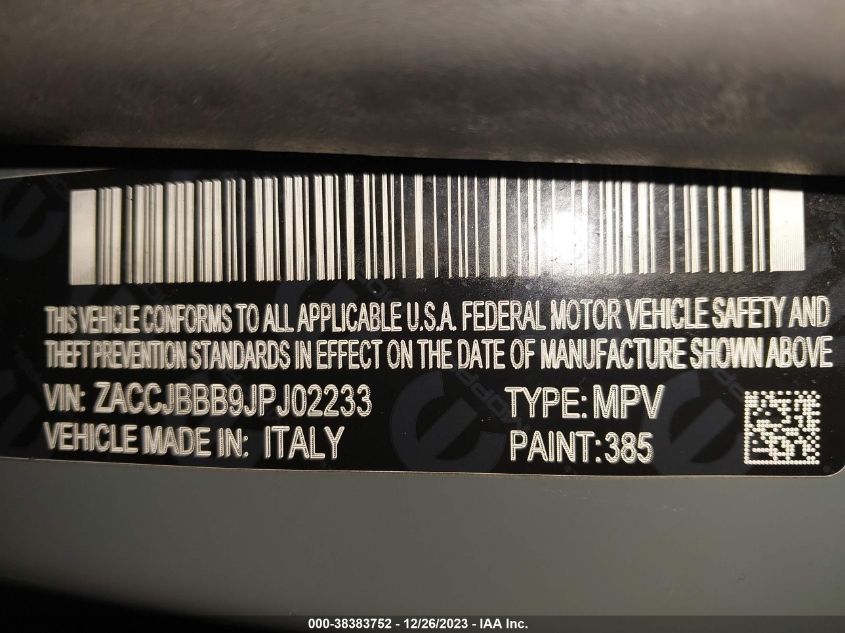 THIS VEHICLE CONFORMS TO ALL APPLICABLE U.S.A. FEDERAL MOTOR VEHICLE SAFETY AND
THEFT PREVENTION STANDARDS IN EFFECT ON THE DATE OF MANUFACTURE SHOWN ABOVE
VIN: ZACCJBBB9JPJ02233 TYPE: MPV
VEHICLE MADE IN: ITALY PAINT: 385
000-38383752 - 12/26/2023 - IAA Inc.